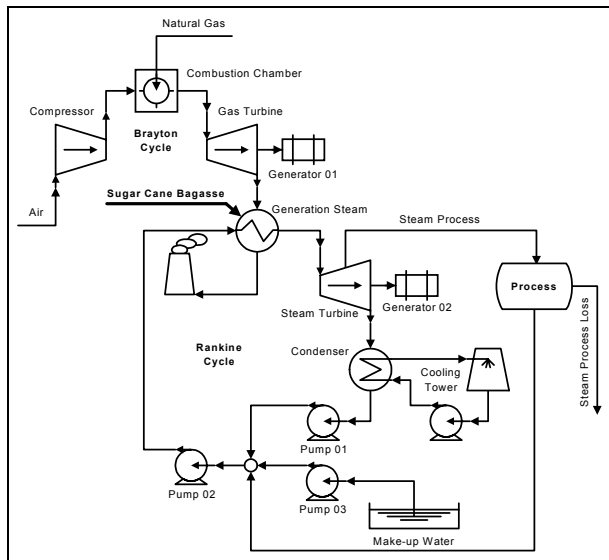 Natural Gas
Combustion Chamber
Compressor
Gas Turbine
Brayton
Cycle
Generator 01
Sugar Cane Bagasse
Generation Steam
Air
Steam Process
Process
Steam Turbine
Generator 02
Rankine
Cycle
Condenser
Cooling
Tower
Steam Process Loss
Pump 01
Pump 02
Pump 03
Make-up Water